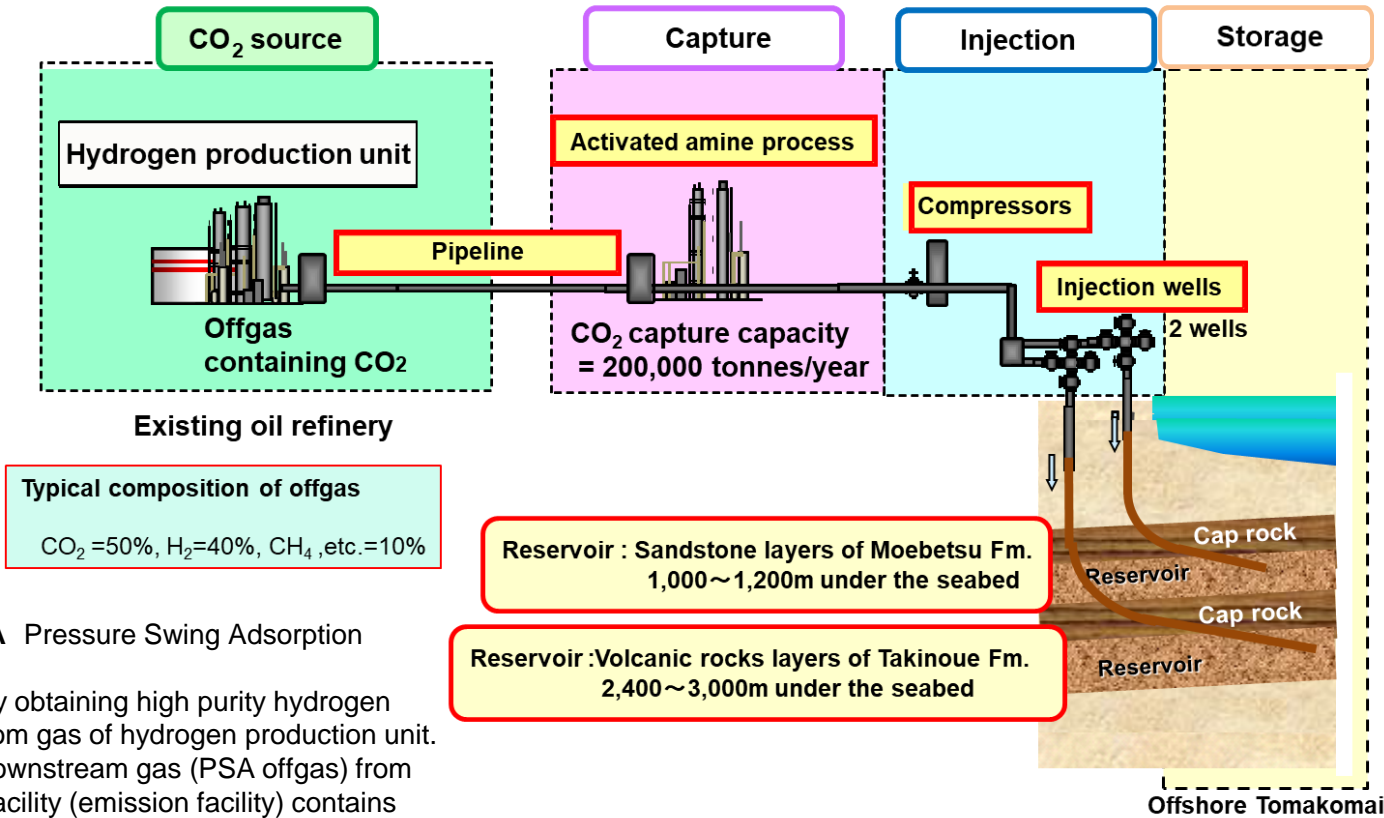 CO₂ source
Capture
Injection
Storage
Hydrogen production unit
Activated amine process
Compressors
Pipeline
Injection wells
2 wells
Offgas
containing CO2
CO₂ capture capacity
= 200,000 tonnes/year
Existing oil refinery
Typical composition of offgas
CO₂ =50%, H₂=40%, CH₄ ,etc.=10%
Reservoir : Sandstone layers of Moebetsu Fm.
1,000～1,200m under the seabed
Cap rock
Reservoir
Cap rock
Reservoir
Reservoir :Volcanic rocks layers of Takinoue Fm.
2,400～3,000m under the seabed
Pressure Swing Adsorption
obtaining high purity hydrogen
gas of hydrogen production unit.
gas (PSA offgas) from
(emission facility) contains
Offshore Tomakomai